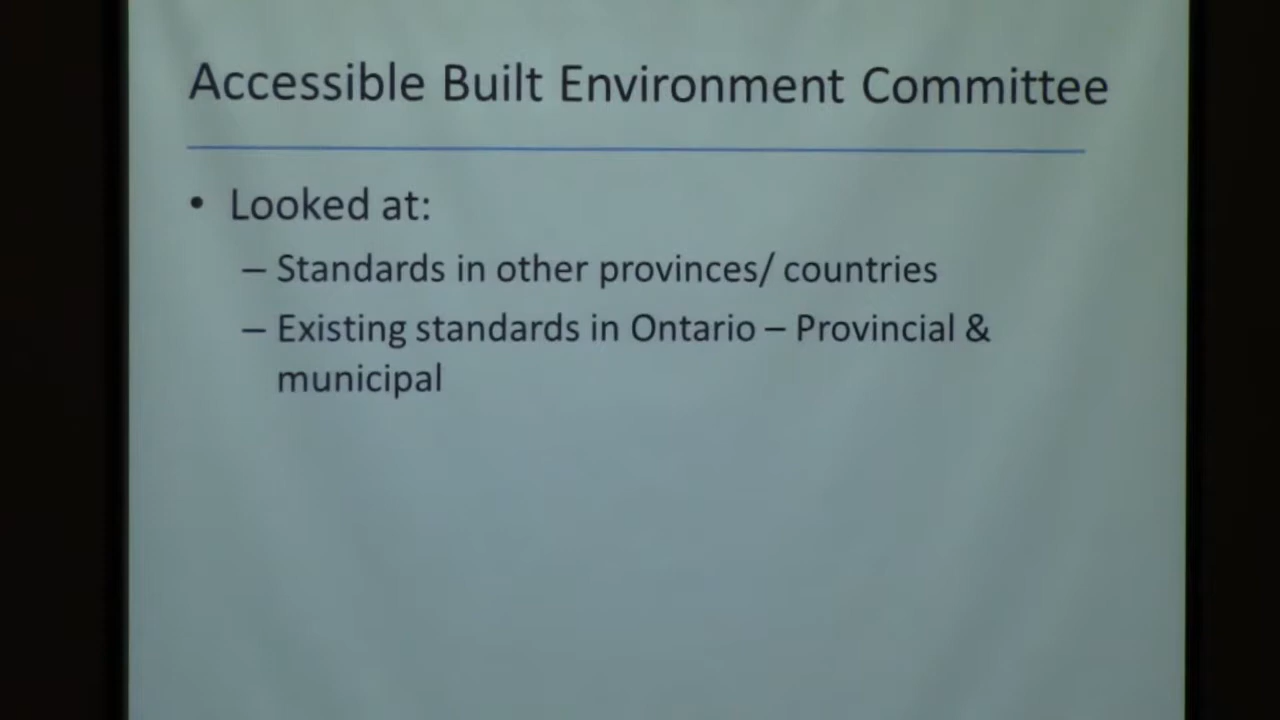 Accessible Built Environment Committee
• Looked at:
– Standards in other provinces/ countries
– Existing standards in Ontario – Provincial &
municipal